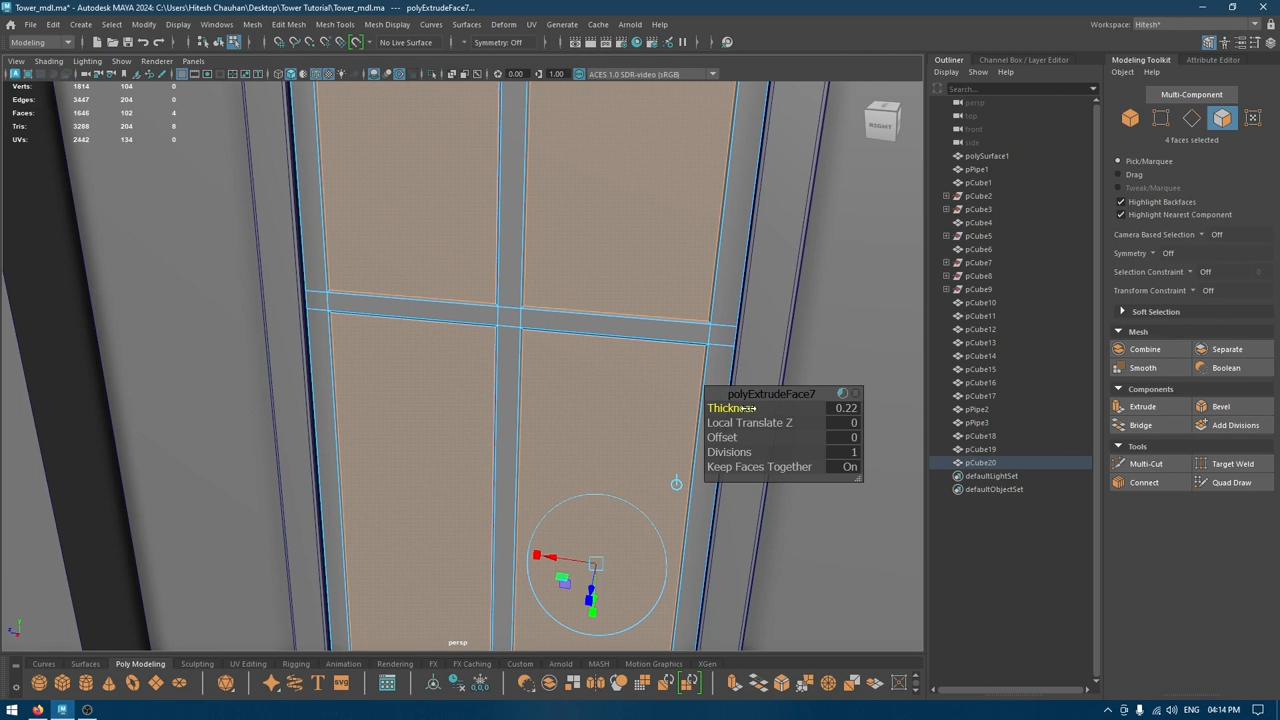 Tower_mdl.ma* - Autodesk MAYA 2024: C:\Users\Hitesh Chauhan\Desktop\Tower Tutorial\Tower_mdl.ma* --- polyExtrudeFace7...
File Edit Create Select Modify Display Windows Mesh Edit Mesh Mesh Tools Mesh Display Curves Surfaces Deform UV Generate Cache Arnold Help
Workspace: Hitesh*
Modeling No Live Surface Symmetry: Off
View Shading Lighting Show Renderer Panels
0.00 1.00 ACES 1.0 SDR-video (sRGB)
Verts: 1814 104 0
Edges: 3447 204 0
Faces: 1646 102 4
Tris: 3288 204 8
UVs: 2442 134 0
RIGHT
polyExtrudeFace7
Thickness 0.22
Local Translate Z 0
Offset 0
Divisions 1
Keep Faces Together On
persp
Outliner Channel Box / Layer Editor
Display Show Help
Search...
persp
top
front
side
polySurface1
pPipe1
pCube1
pCube2
pCube3
pCube4
pCube5
pCube6
pCube7
pCube8
pCube9
pCube10
pCube11
pCube12
pCube13
pCube14
pCube15
pCube16
pCube17
pPipe2
pPipe3
pCube18
pCube19
pCube20
defaultLightSet
defaultObjectSet
Modeling Toolkit Attribute Editor
Object Help
Multi-Component
4 faces selected
Pick/Marquee
Drag
Tweak/Marquee
Highlight Backfaces
Highlight Nearest Component
Camera Based Selection Off
Symmetry Off
Selection Constraint Off
Transform Constraint Off
Soft Selection
Mesh
Combine Separate
Smooth Boolean
Components
Extrude Bevel
Bridge Add Divisions
Tools
Multi-Cut Target Weld
Connect Quad Draw
Curves Surfaces Poly Modeling Sculpting UV Editing Rigging Animation Rendering FX FX Caching Custom Arnold MASH Motion Graphics XGen
SVG
ENG 04:14 PM